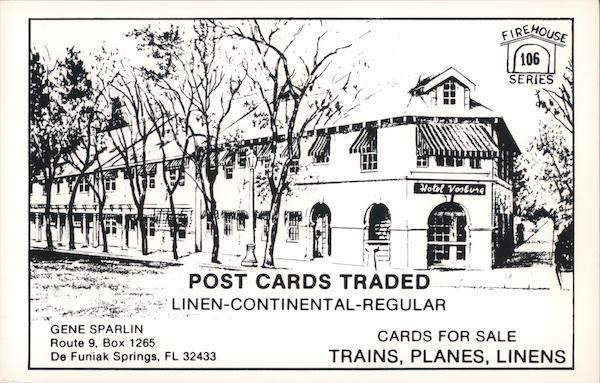 FIREHOUSE
106
SERIES
Hotel Vosburg
POST CARDS TRADED
LINEN-CONTINENTAL-REGULAR
GENE SPARLIN
Route 9, Box 1265
De Funiak Springs, FL 32433
CARDS FOR SALE
TRAINS, PLANES, LINENS